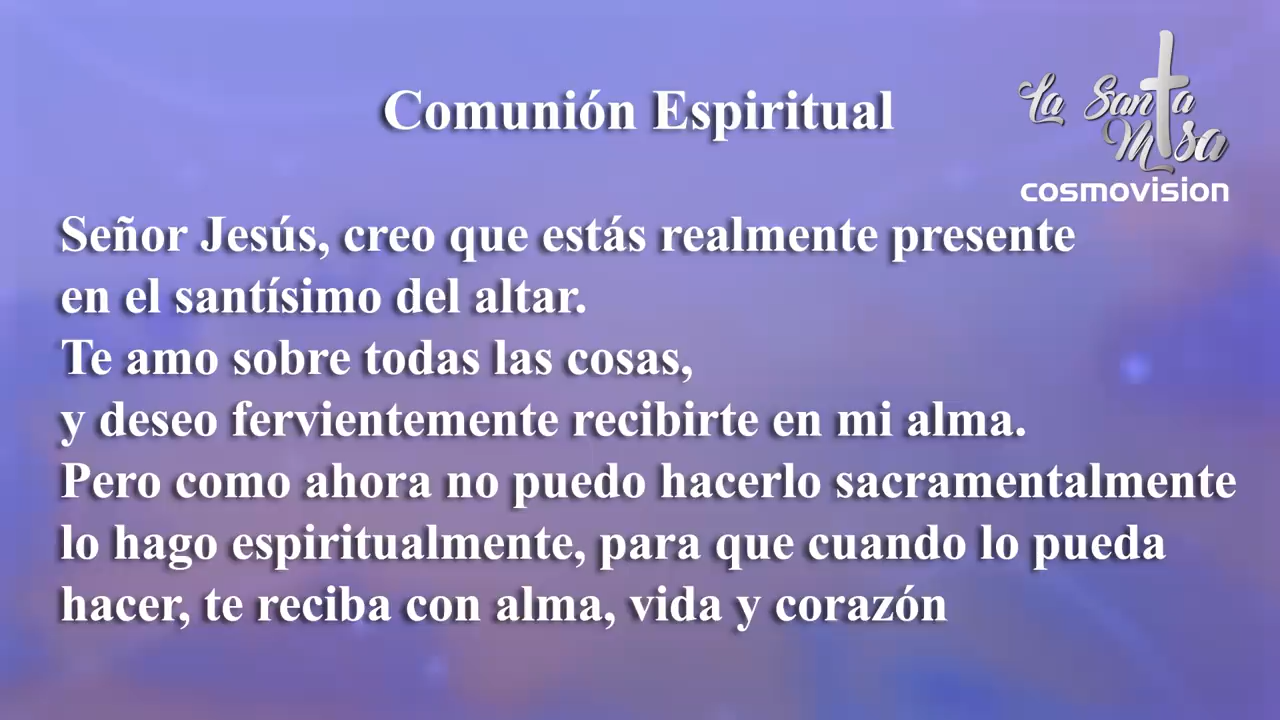 Comunión Espiritual
La Santa
Misa
cosmovision
Señor Jesús, creo que estás realmente presente
en el santísimo del altar.
Te amo sobre todas las cosas,
y deseo fervientemente recibirte en mi alma.
Pero como ahora no puedo hacerlo sacramentalmente
lo hago espiritualmente, para que cuando lo pueda
hacer, te reciba con alma, vida y corazón